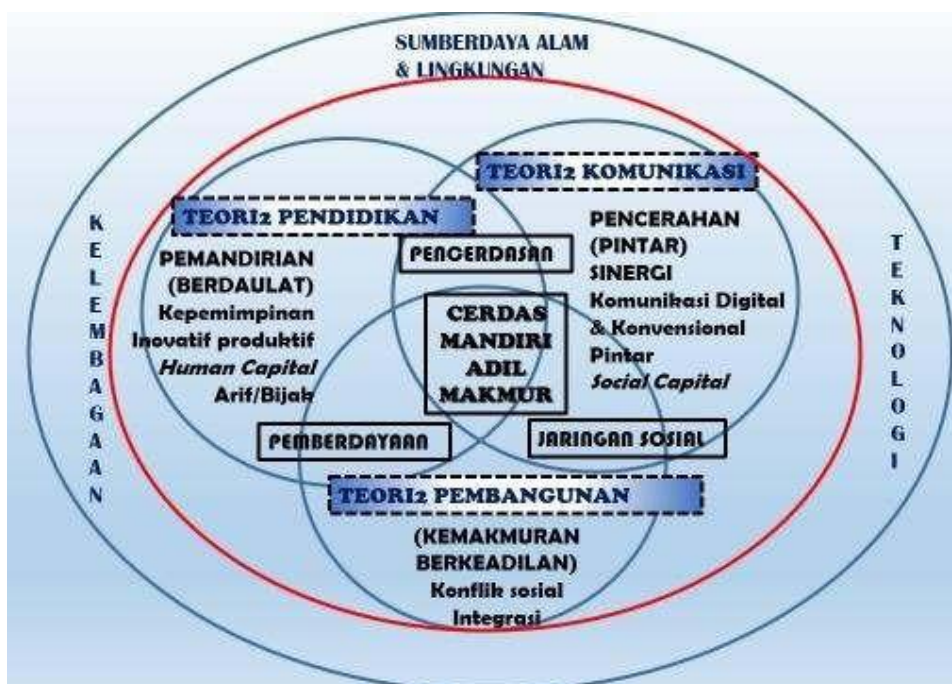 SUMBERDAYA ALAM
& LINGKUNGAN
KELEMBAGAAN
TEORI2 PENDIDIKAN
PEMANDIRIAN
(BERDAULAT)
Kepemimpinan
Inovatif produktif
Human Capital
Arif/Bijak
TEORI2 KOMUNIKASI
PENCERAHAN
(PINTAR)
SINERGI
Komunikasi Digital
& Konvensional
Pintar
Social Capital
TEKNOLOGI
PENCERDASAN
CERDAS
MANDIRI
ADIL
MAKMUR
PEMBERDAYAAN
JARINGAN SOSIAL
TEORI2 PEMBANGUNAN
(KEMAKMURAN
BERKEADILAN)
Konflik sosial
Integrasi